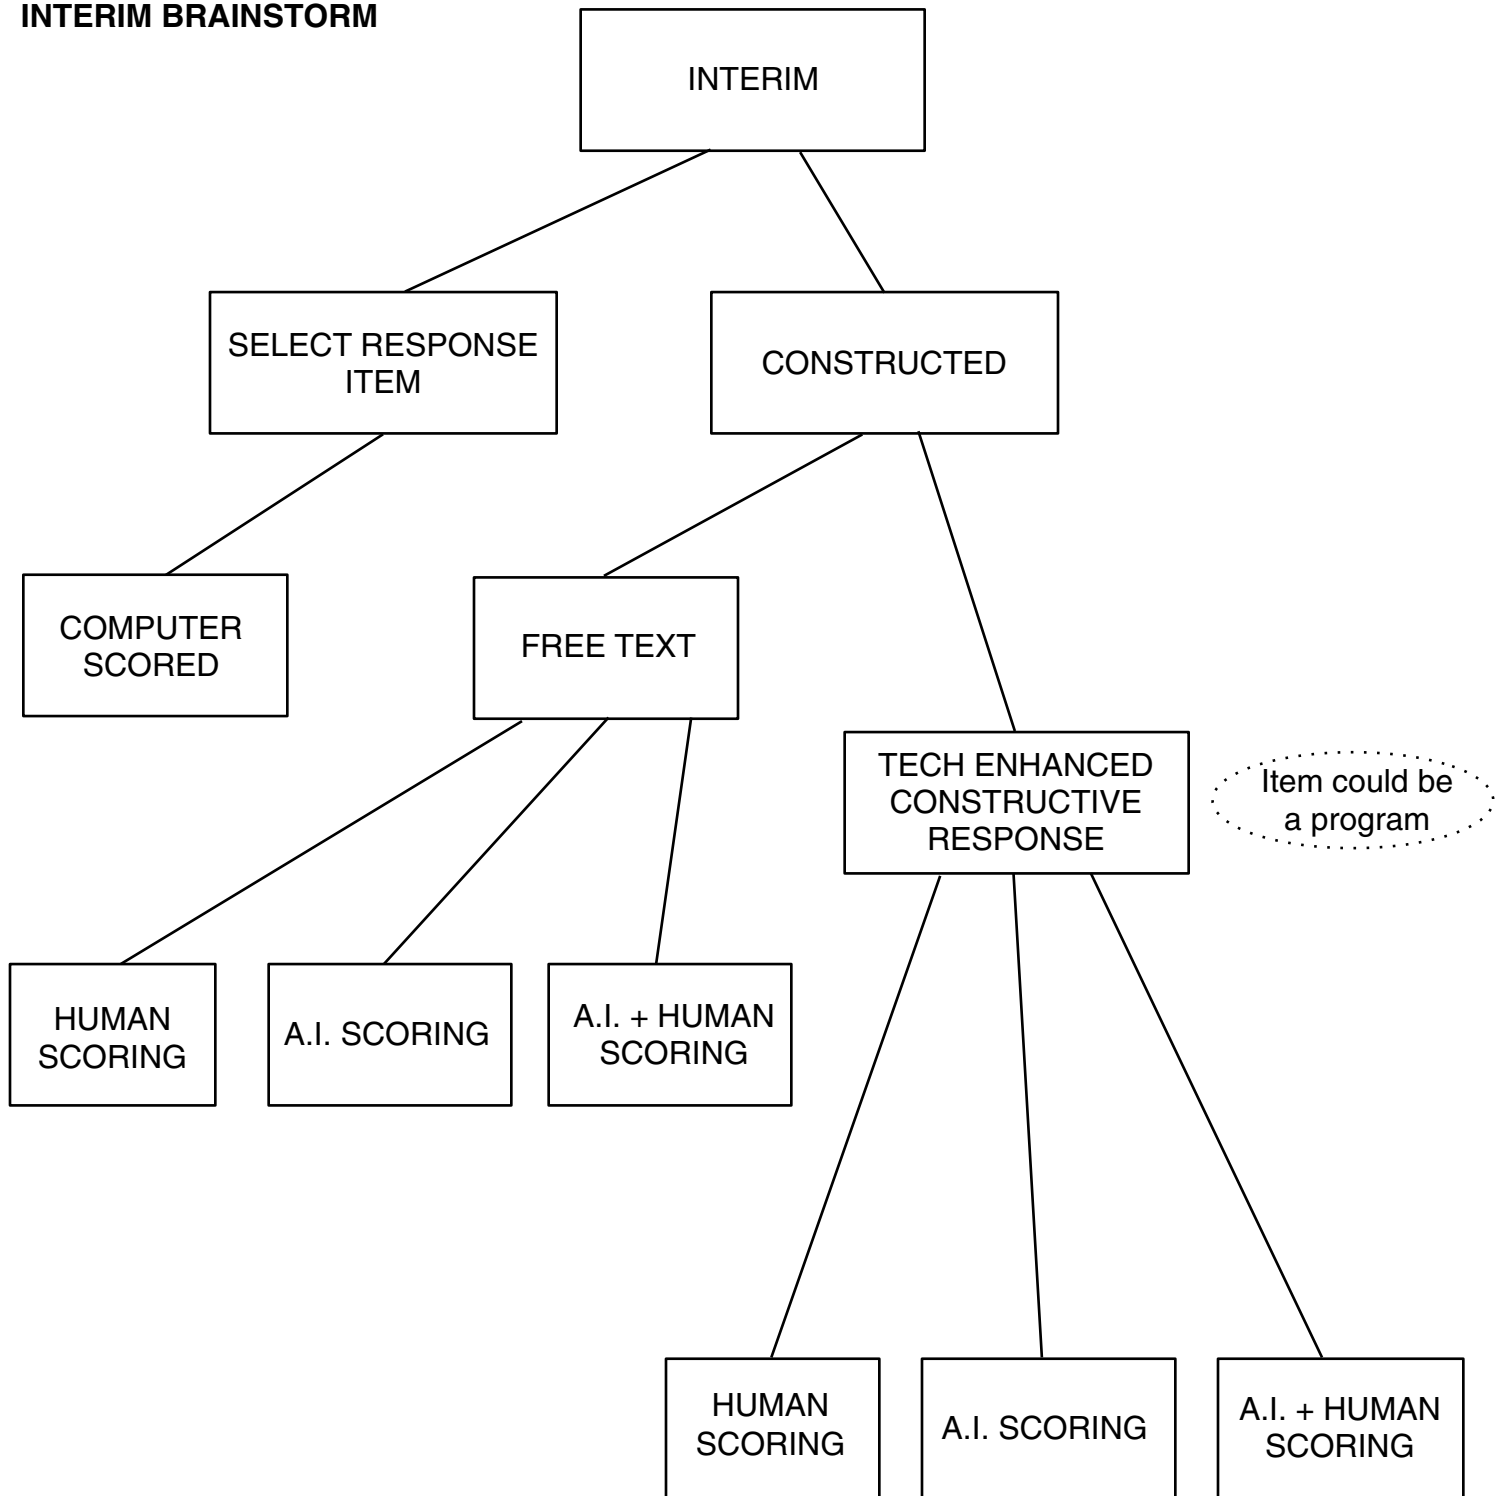 INTERIM BRAINSTORM
INTERIM
SELECT RESPONSE
ITEM
CONSTRUCTED
COMPUTER
SCORED
FREE TEXT
TECH ENHANCED
CONSTRUCTIVE
RESPONSE
Item could be
a program
HUMAN
SCORING
A.I. SCORING
A.I. + HUMAN
SCORING
HUMAN
SCORING
A.I. SCORING
A.I. + HUMAN
SCORING